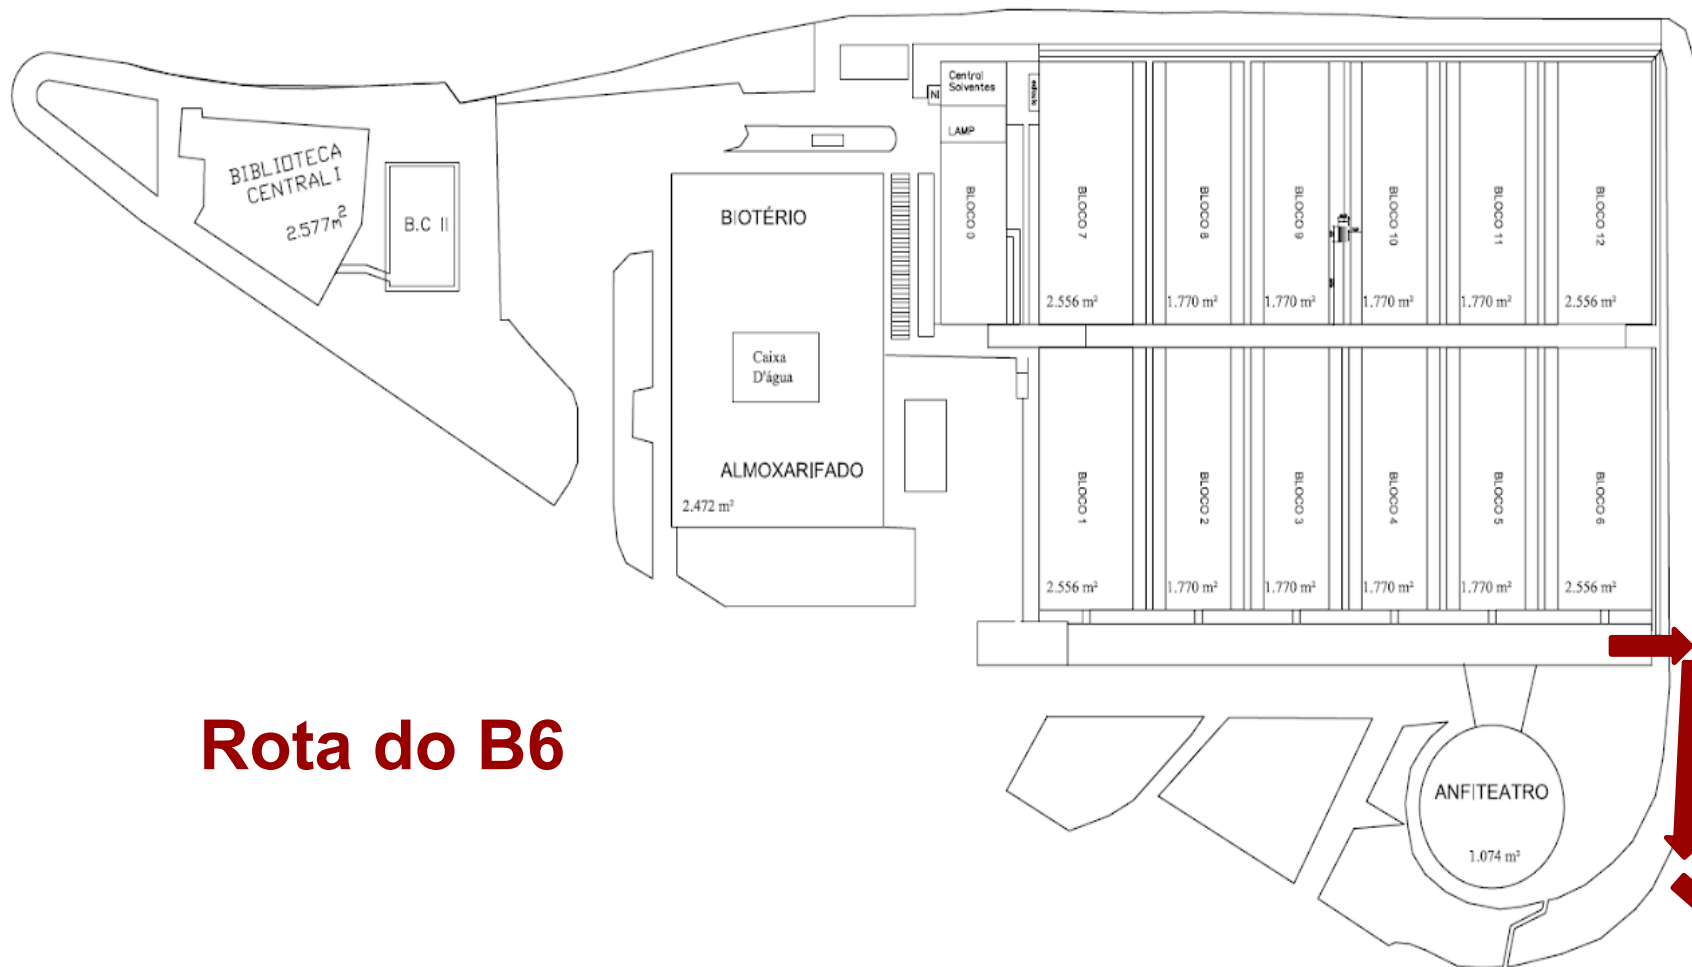 Central
Solventes
NI
LAMP
BIBLIOTECA
CENTRAL I
2.577m²
B.C II
BIOTÉRIO
Caixa
D'água
ALMOXARIFADO
2.472 m²
BLOCO 0
BLOCO 7
BLOCO 8
BLOCO 9
BLOCO 10
BLOCO 11
BLOCO 12
2.556 m²
1.770 m²
1.770 m²
1.770 m²
1.770 m²
2.556 m²
BLOCO 1
BLOCO 2
BLOCO 3
BLOCO 4
BLOCO 5
BLOCO 6
2.556 m²
1.770 m²
1.770 m²
1.770 m²
1.770 m²
2.556 m²
Rota do B6
ANFITEATRO
1.074 m²